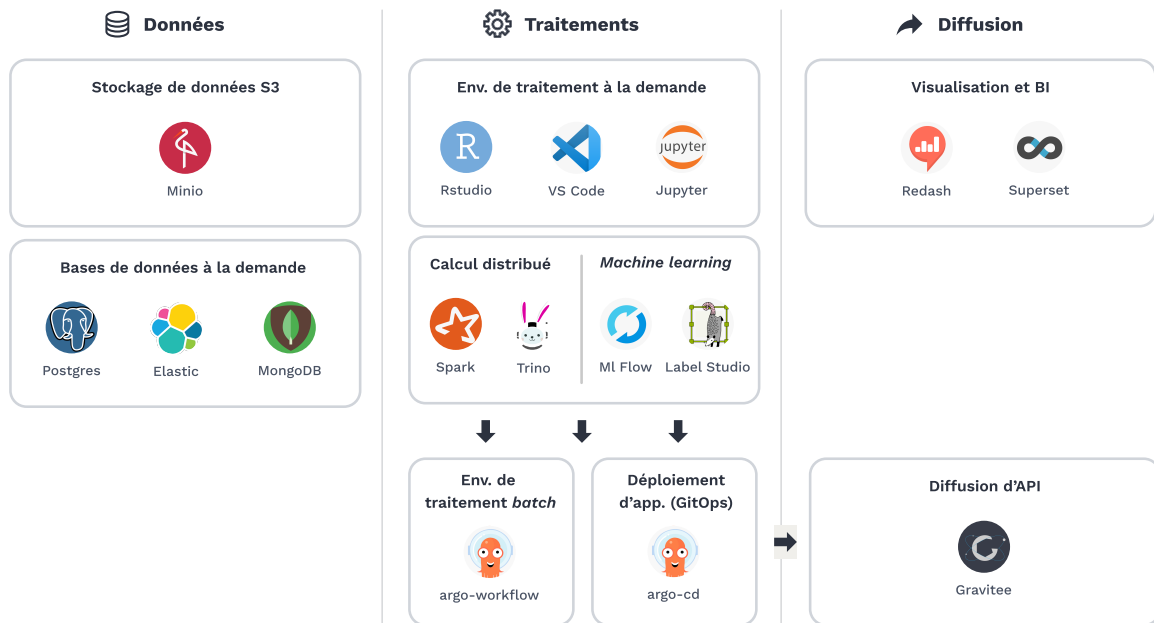 Données
Stockage de données S3
Minio
Bases de données à la demande
Postgres
Elastic
MongoDB
Traitements
Env. de traitement à la demande
R
Rstudio
VS Code
jupyter
Jupyter
Calcul distribué
Spark
Trino
Machine learning
Ml Flow
Label Studio
Env. de
traitement batch
argo-workflow
Déploiement
d’app. (GitOps)
argo-cd
Diffusion
Visualisation et BI
Redash
Superset
Diffusion d’API
Gravitee